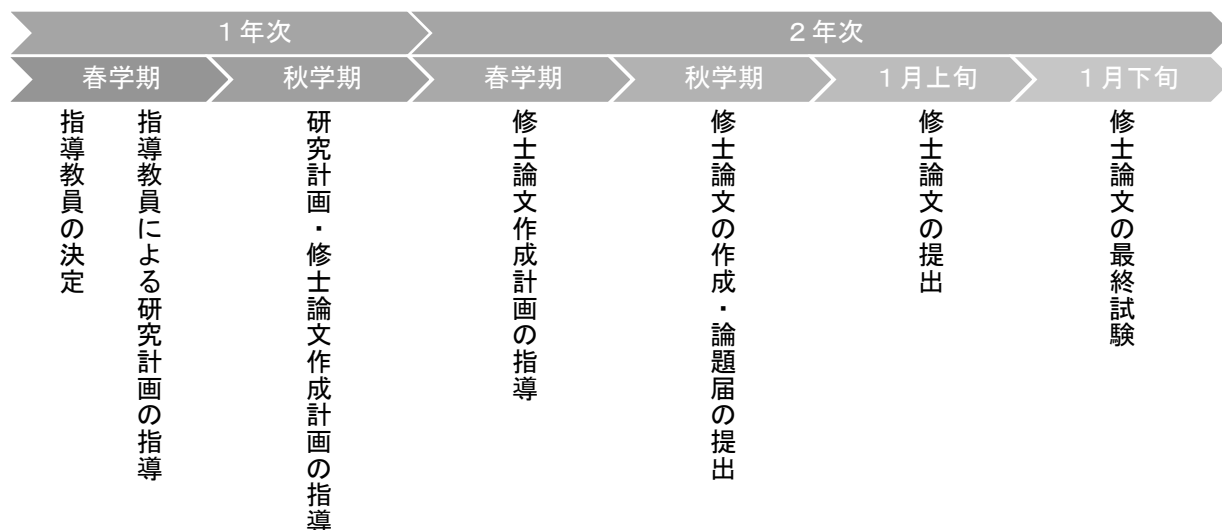 １年次
２年次
春学期
秋学期
春学期
秋学期
１月上旬
１月下旬
指導教員の決定
指導教員による研究計画の指導
研究計画・修士論文作成計画の指導
修士論文作成計画の指導
修士論文の作成・論題届の提出
修士論文の提出
修士論文の最終試験